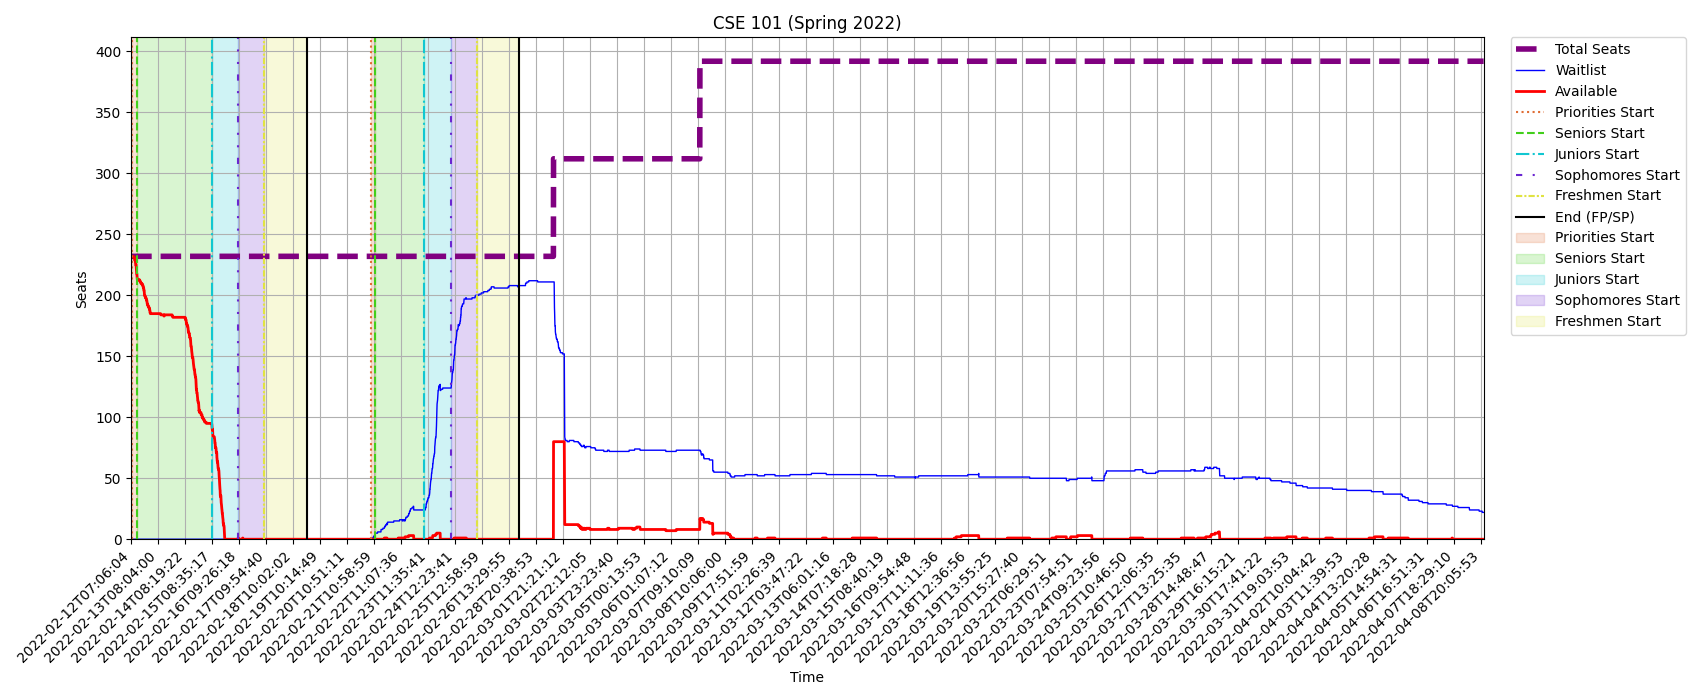 CSE 101 (Spring 2022)
Seats
400
350
300
250
200
150
100
50
0
2022-02-12T07:06:04
2022-02-13T08:04:00
2022-02-14T08:19:22
2022-02-15T08:35:17
2022-02-16T09:26:18
2022-02-17T09:54:40
2022-02-18T10:02:02
2022-02-19T10:14:49
2022-02-20T10:51:11
2022-02-21T10:58:59
2022-02-22T11:07:36
2022-02-23T11:35:41
2022-02-24T12:23:41
2022-02-25T12:58:59
2022-02-26T13:29:55
2022-02-28T20:38:53
2022-03-01T21:21:12
2022-03-02T22:12:05
2022-03-03T23:23:40
2022-03-05T00:13:53
2022-03-06T01:07:12
2022-03-07T09:10:09
2022-03-08T10:06:00
2022-03-09T17:51:59
2022-03-11T02:26:39
2022-03-12T03:47:22
2022-03-13T06:01:16
2022-03-14T07:18:28
2022-03-15T08:40:19
2022-03-16T09:54:48
2022-03-17T11:11:36
2022-03-18T12:36:56
2022-03-19T13:55:25
2022-03-20T15:27:40
2022-03-22T06:29:51
2022-03-23T07:54:51
2022-03-24T09:23:56
2022-03-25T10:46:50
2022-03-26T12:06:35
2022-03-27T13:25:35
2022-03-28T14:48:47
2022-03-29T16:15:21
2022-03-30T17:41:22
2022-03-31T19:03:53
2022-04-02T10:04:42
2022-04-03T11:39:53
2022-04-04T13:20:28
2022-04-05T14:54:31
2022-04-06T16:51:31
2022-04-07T18:29:10
2022-04-08T20:05:53
Time
Total Seats
Waitlist
Available
Priorities Start
Seniors Start
Juniors Start
Sophomores Start
Freshmen Start
End (FP/SP)
Priorities Start
Seniors Start
Juniors Start
Sophomores Start
Freshmen Start